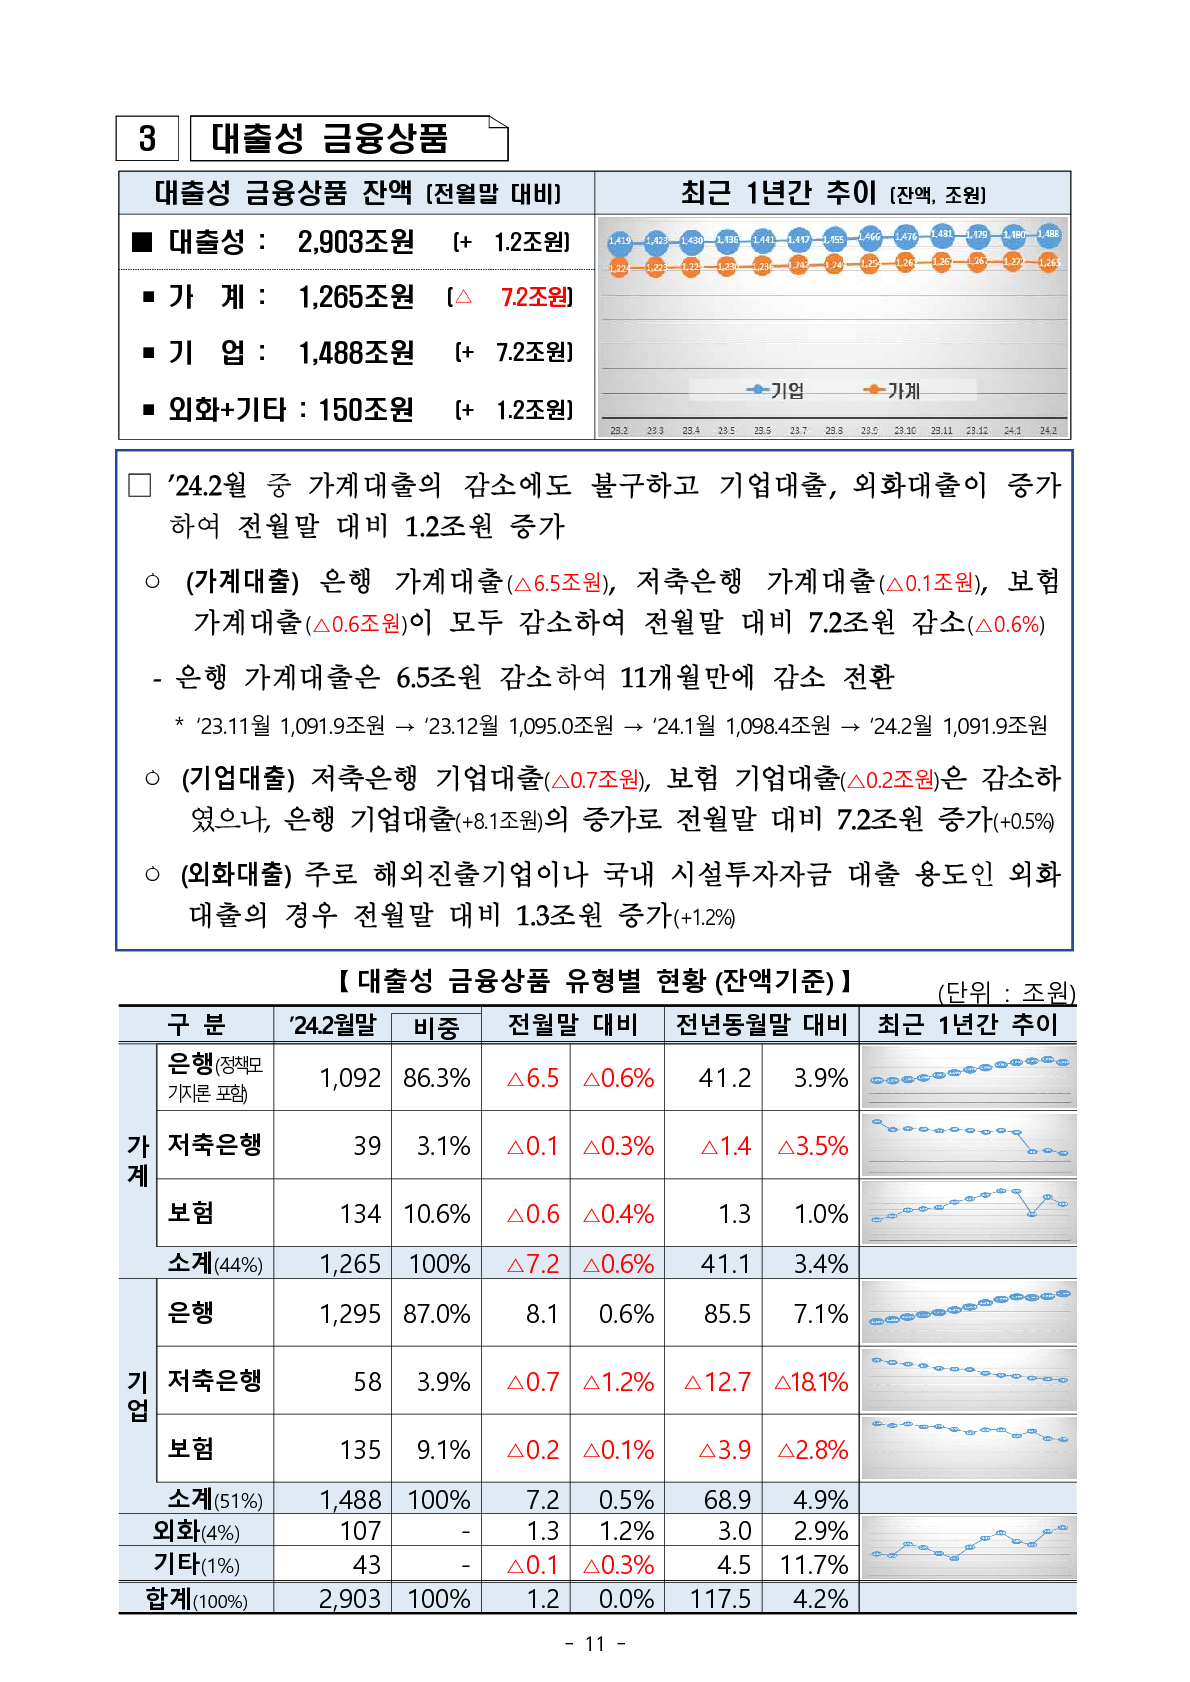 3 대출성 금융상품
대출성 금융상품 잔액 (전월말 대비) 최근 1년간 추이 (잔액, 조원)
■ 대출성 : 2,903조원 (+ 1.2조원)
▪ 가 계 : 1,265조원 (△ 7.2조원)
▪ 기 업 : 1,488조원 (+ 7.2조원)
▪ 외화+기타 : 150조원 (+ 1.2조원)
1,419 1,423 1,430 1,436 1,441 1,447 1,455 1,466 1,476 1,481 1,479 1,480 1,488
1,224 1,223 1,230 1,236 1,242 1,254 1,267 1,267 1,272 1,265
기업 가계
23.2 23.3 23.4 23.5 23.6 23.7 23.8 23.9 23.10 23.11 23.12 24.1 24.2
□ ’24.2월 중 가계대출의 감소에도 불구하고 기업대출, 외화대출이 증가
하여 전월말 대비 1.2조원 증가
○ (가계대출) 은행 가계대출(△6.5조원), 저축은행 가계대출(△0.1조원), 보험
가계대출(△0.6조원)이 모두 감소하여 전월말 대비 7.2조원 감소(△0.6%)
- 은행 가계대출은 6.5조원 감소하여 11개월만에 감소 전환
* ‘23.11월 1,091.9조원 → ‘23.12월 1,095.0조원 → ‘24.1월 1,098.4조원 → ‘24.2월 1,091.9조원
○ (기업대출) 저축은행 기업대출(△0.7조원), 보험 기업대출(△0.2조원)은 감소하
였으나, 은행 기업대출(+8.1조원)의 증가로 전월말 대비 7.2조원 증가(+0.5%)
○ (외화대출) 주로 해외진출기업이나 국내 시설투자자금 대출 용도인 외화
대출의 경우 전월말 대비 1.3조원 증가(+1.2%)
【 대출성 금융상품 유형별 현황 (잔액기준) 】
(단위 : 조원)
구 분 ’24.2월말 비중 전월말 대비 전년동월말 대비 최근 1년간 추이
가계
은행(정책모
기지론 포함) 1,092 86.3% △6.5 △0.6% 41.2 3.9%
저축은행 39 3.1% △0.1 △0.3% △1.4 △3.5%
보험 134 10.6% △0.6 △0.4% 1.3 1.0%
소계(44%) 1,265 100% △7.2 △0.6% 41.1 3.4%
기업
은행 1,295 87.0% 8.1 0.6% 85.5 7.1%
저축은행 58 3.9% △0.7 △1.2% △12.7 △18.1%
보험 135 9.1% △0.2 △0.1% △3.9 △2.8%
소계(51%) 1,488 100% 7.2 0.5% 68.9 4.9%
외화(4%) 107 - 1.3 1.2% 3.0 2.9%
기타(1%) 43 - △0.1 △0.3% 4.5 11.7%
합계(100%) 2,903 100% 1.2 0.0% 117.5 4.2%
- 11 -